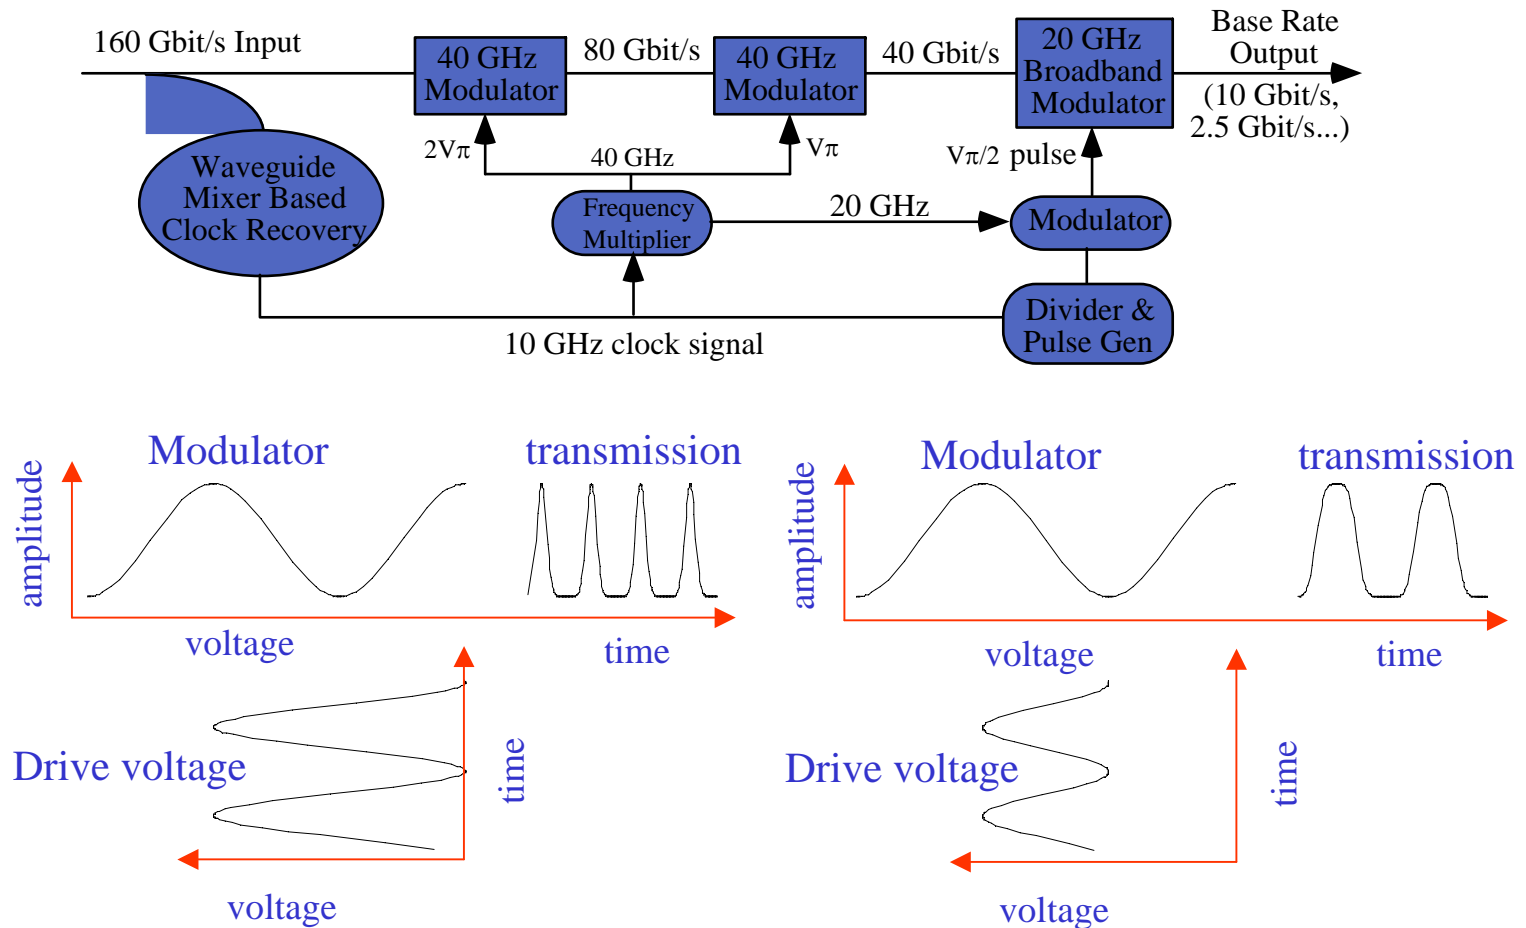 160 Gbit/s Input
40 GHz
Modulator
80 Gbit/s
40 GHz
Modulator
40 Gbit/s
20 GHz
Broadband
Modulator
Base Rate
Output
(10 Gbit/s,
2.5 Gbit/s...)
Waveguide
Mixer Based
Clock Recovery
2Vπ
40 GHz
Vπ
Vπ/2 pulse
Frequency
Multiplier
20 GHz
Modulator
10 GHz clock signal
Divider &
Pulse Gen
Modulator
transmission
amplitude
voltage
time
Drive voltage
time
voltage
Modulator
transmission
amplitude
voltage
time
Drive voltage
time
voltage